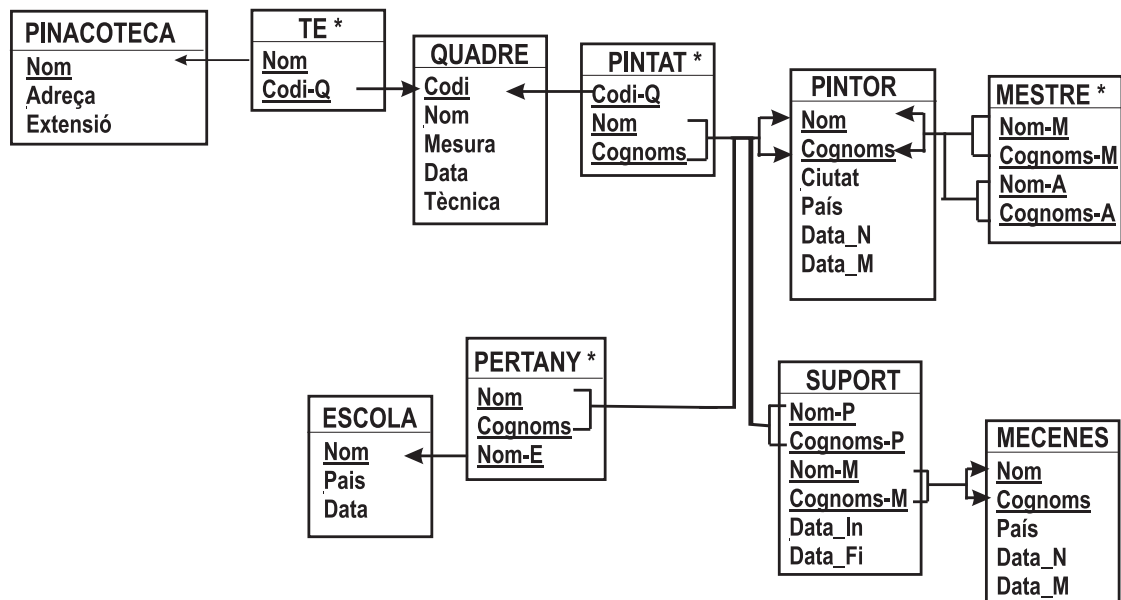 PINACOTECA
Nom
Adreça
Extensió
TE *
Nom
Codi-Q
QUADRE
Codi
Nom
Mesura
Data
Tècnica
PINTAT *
Codi-Q
Nom
Cognoms
PINTOR
Nom
Cognoms
Ciutat
País
Data_N
Data_M
MESTRE *
Nom-M
Cognoms-M
Nom-A
Cognoms-A
ESCOLA
Nom
Pais
Data
PERTANY *
Nom
Cognoms
Nom-E
SUPORT
Nom-P
Cognoms-P
Nom-M
Cognoms-M
Data_In
Data_Fi
MECENES
Nom
Cognoms
País
Data_N
Data_M